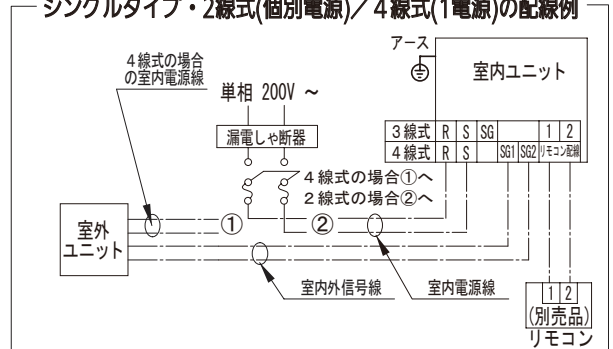 シングルタイプ・2線式(個別電源)／4線式(1電源)の配線例
アース
4線式の場合
の室内電源線
単相 200V ～
室内ユニット
漏電しゃ断器
3線式 R S SG 1 2
4線式 R S SG1 SG2 リモコン配線
4線式の場合①へ
2線式の場合②へ
① ②
室外
ユニット
室内外信号線
室内電源線
1 2
(別売品)
リモコン